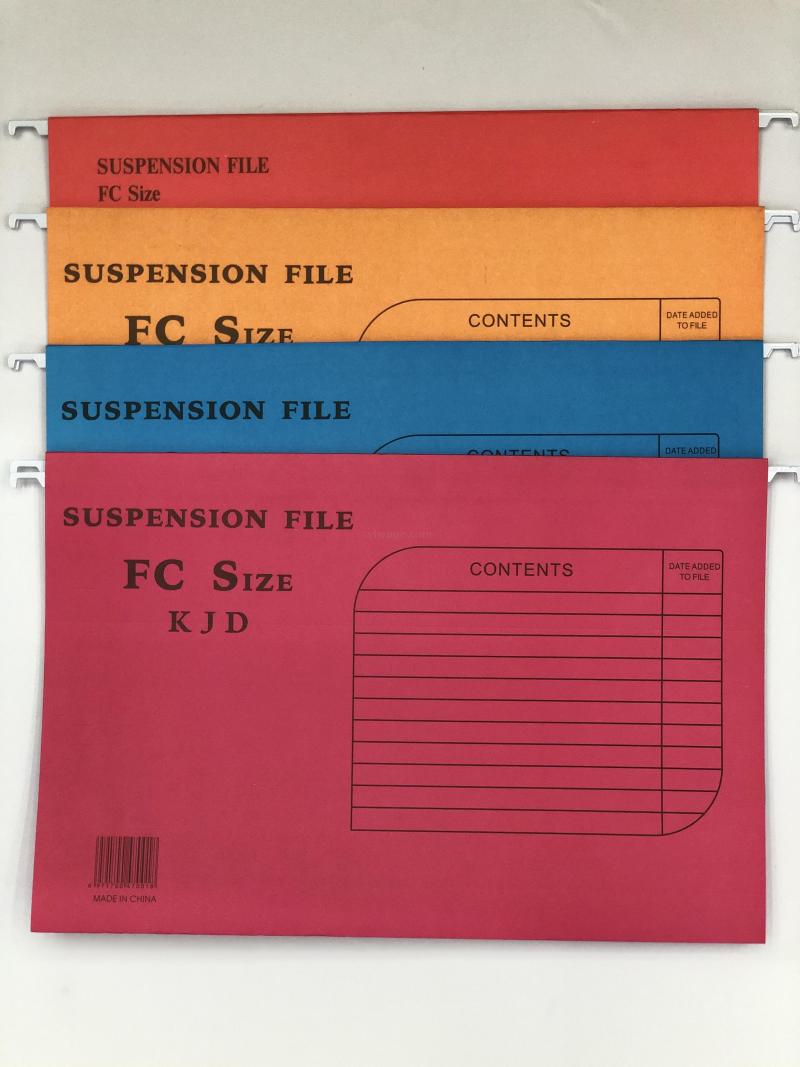 SUSPENSION FILE
FC Size
SUSPENSION FILE
FC SIZE
CONTENTS
DATE ADDED
TO FILE
SUSPENSION FILE
CONTENTS
DATE ADDED
SUSPENSION FILE
FC SIZE
KJD
CONTENTS
DATE ADDED
TO FILE
MADE IN CHINA